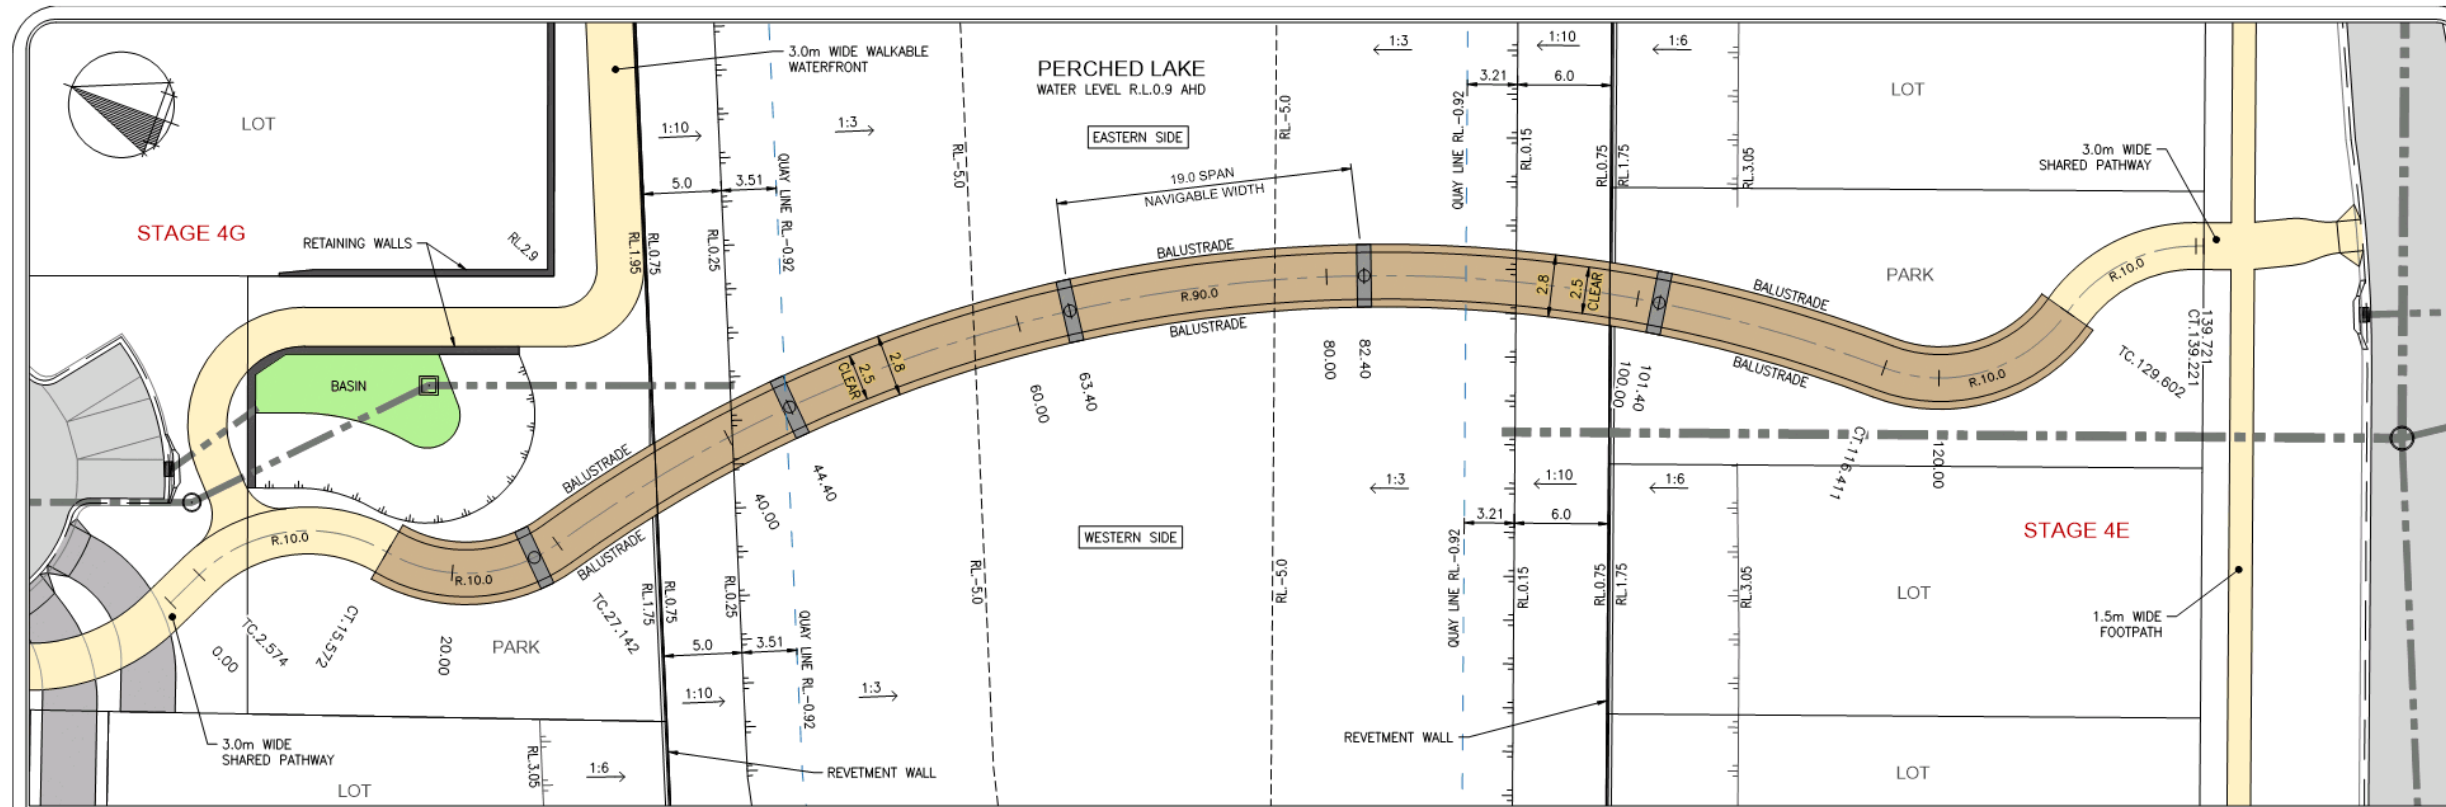 3.0m WIDE WALKABLE
WATERFRONT
LOT
STAGE 4G
RETAINING WALLS
RL.2.9
RL.1.95
RL.0.75
RL.0.25
1:10
5.0
3.51
QUAY LINE RL.-0.92
1:3
RL.-5.0
PERCHED LAKE
WATER LEVEL R.L.0.9 AHD
EASTERN SIDE
RL.-5.0
19.0 SPAN
NAVIGABLE WIDTH
1:3
1:10
1:6
3.21
6.0
QUAY LINE RL.-0.92
RL.0.15
RL.0.75
RL.1.75
RL.3.05
LOT
3.0m WIDE
SHARED PATHWAY
PARK
BASIN
BALUSTRADE
BALUSTRADE
BALUSTRADE
BALUSTRADE
BALUSTRADE
BALUSTRADE
BALUSTRADE
2.5
CLEAR
2.8
R.90.0
2.8
2.5
CLEAR
R.10.0
R.10.0
R.10.0
R.10.0
0.00
TC.2.574
CT.15.572
20.00
TC.27.142
40.00
44.40
60.00
63.40
80.00
82.40
100.00
101.40
CT.116.411
120.00
TC.129.602
139.721
CT.139.221
PARK
RL.1.75
RL.0.75
RL.0.25
5.0
3.51
1:10
QUAY LINE RL.-0.92
1:3
RL.-5.0
WESTERN SIDE
RL.-5.0
1:3
1:10
1:6
3.21
6.0
QUAY LINE RL.-0.92
RL.0.15
RL.0.75
RL.1.75
RL.3.05
STAGE 4E
LOT
1.5m WIDE
FOOTPATH
3.0m WIDE
SHARED PATHWAY
LOT
RL.3.05
1:6
REVETMENT WALL
REVETMENT WALL
LOT